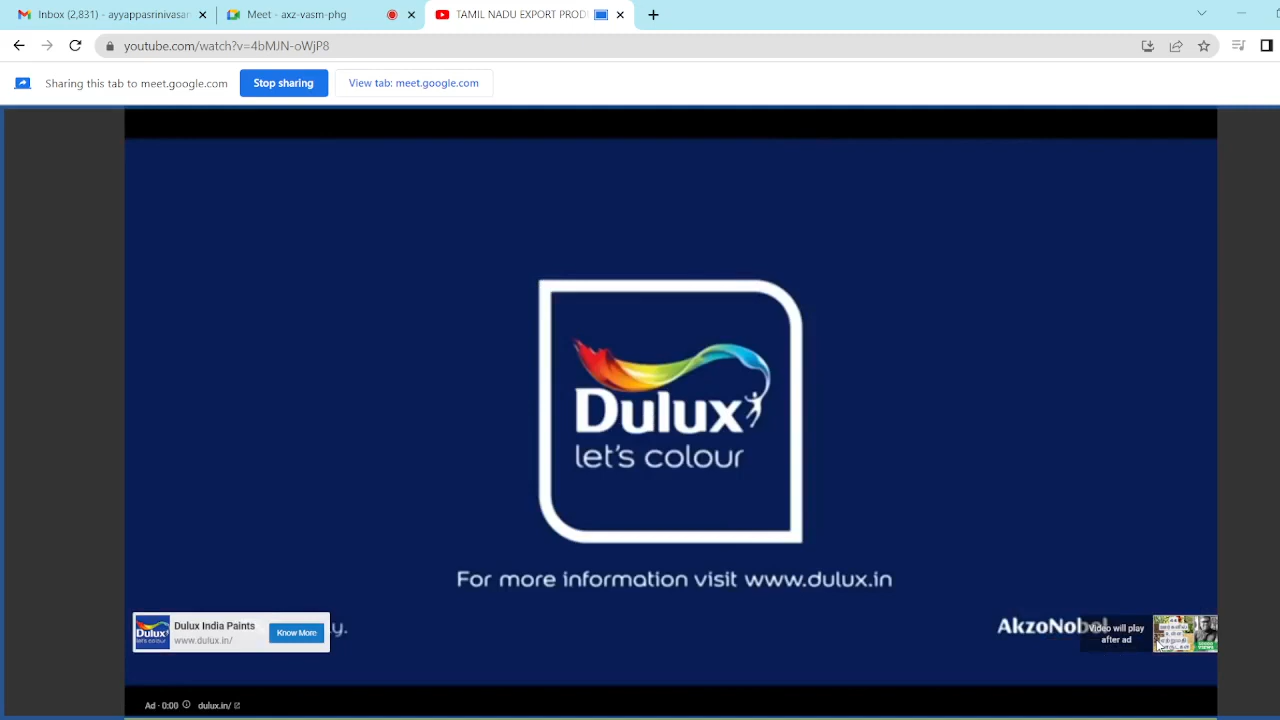 Inbox (2,831) - ayyappasrinivasar
Meet - axz-vasm-phg
TAMIL NADU EXPORT PROD
youtube.com/watch?v=4bMJN-oWjP8
Sharing this tab to meet.google.com
Stop sharing
View tab: meet.google.com
Dulux
let's colour
For more information visit www.dulux.in
Dulux
let's colour
Dulux India Paints
www.dulux.in/
Know More
y.
AkzoNob
Video will play
after ad
Ad · 0:00
dulux.in/